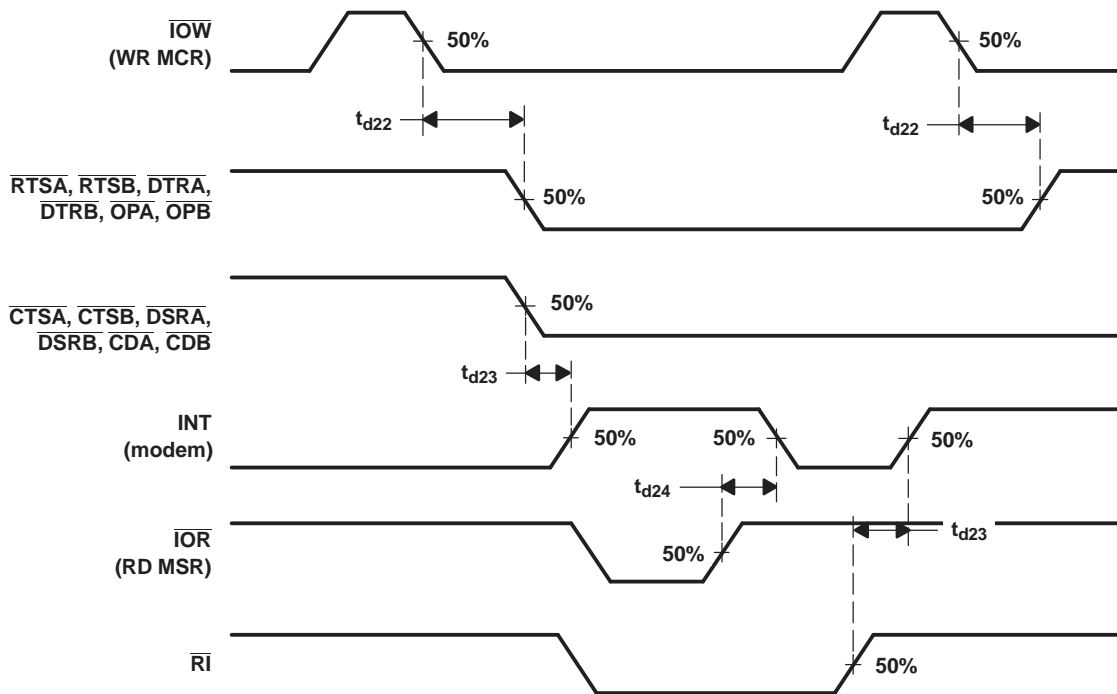 IOW
(WR MCR)
50%
50%
td22
td22
RTSA, RTSB, DTRA,
DTRB, OPA, OPB
50%
50%
CTSA, CTSB, DSRA,
DSRB, CDA, CDB
50%
td23
INT
(modem)
50%
50%
50%
td24
IOR
(RD MSR)
50%
td23
RI
50%